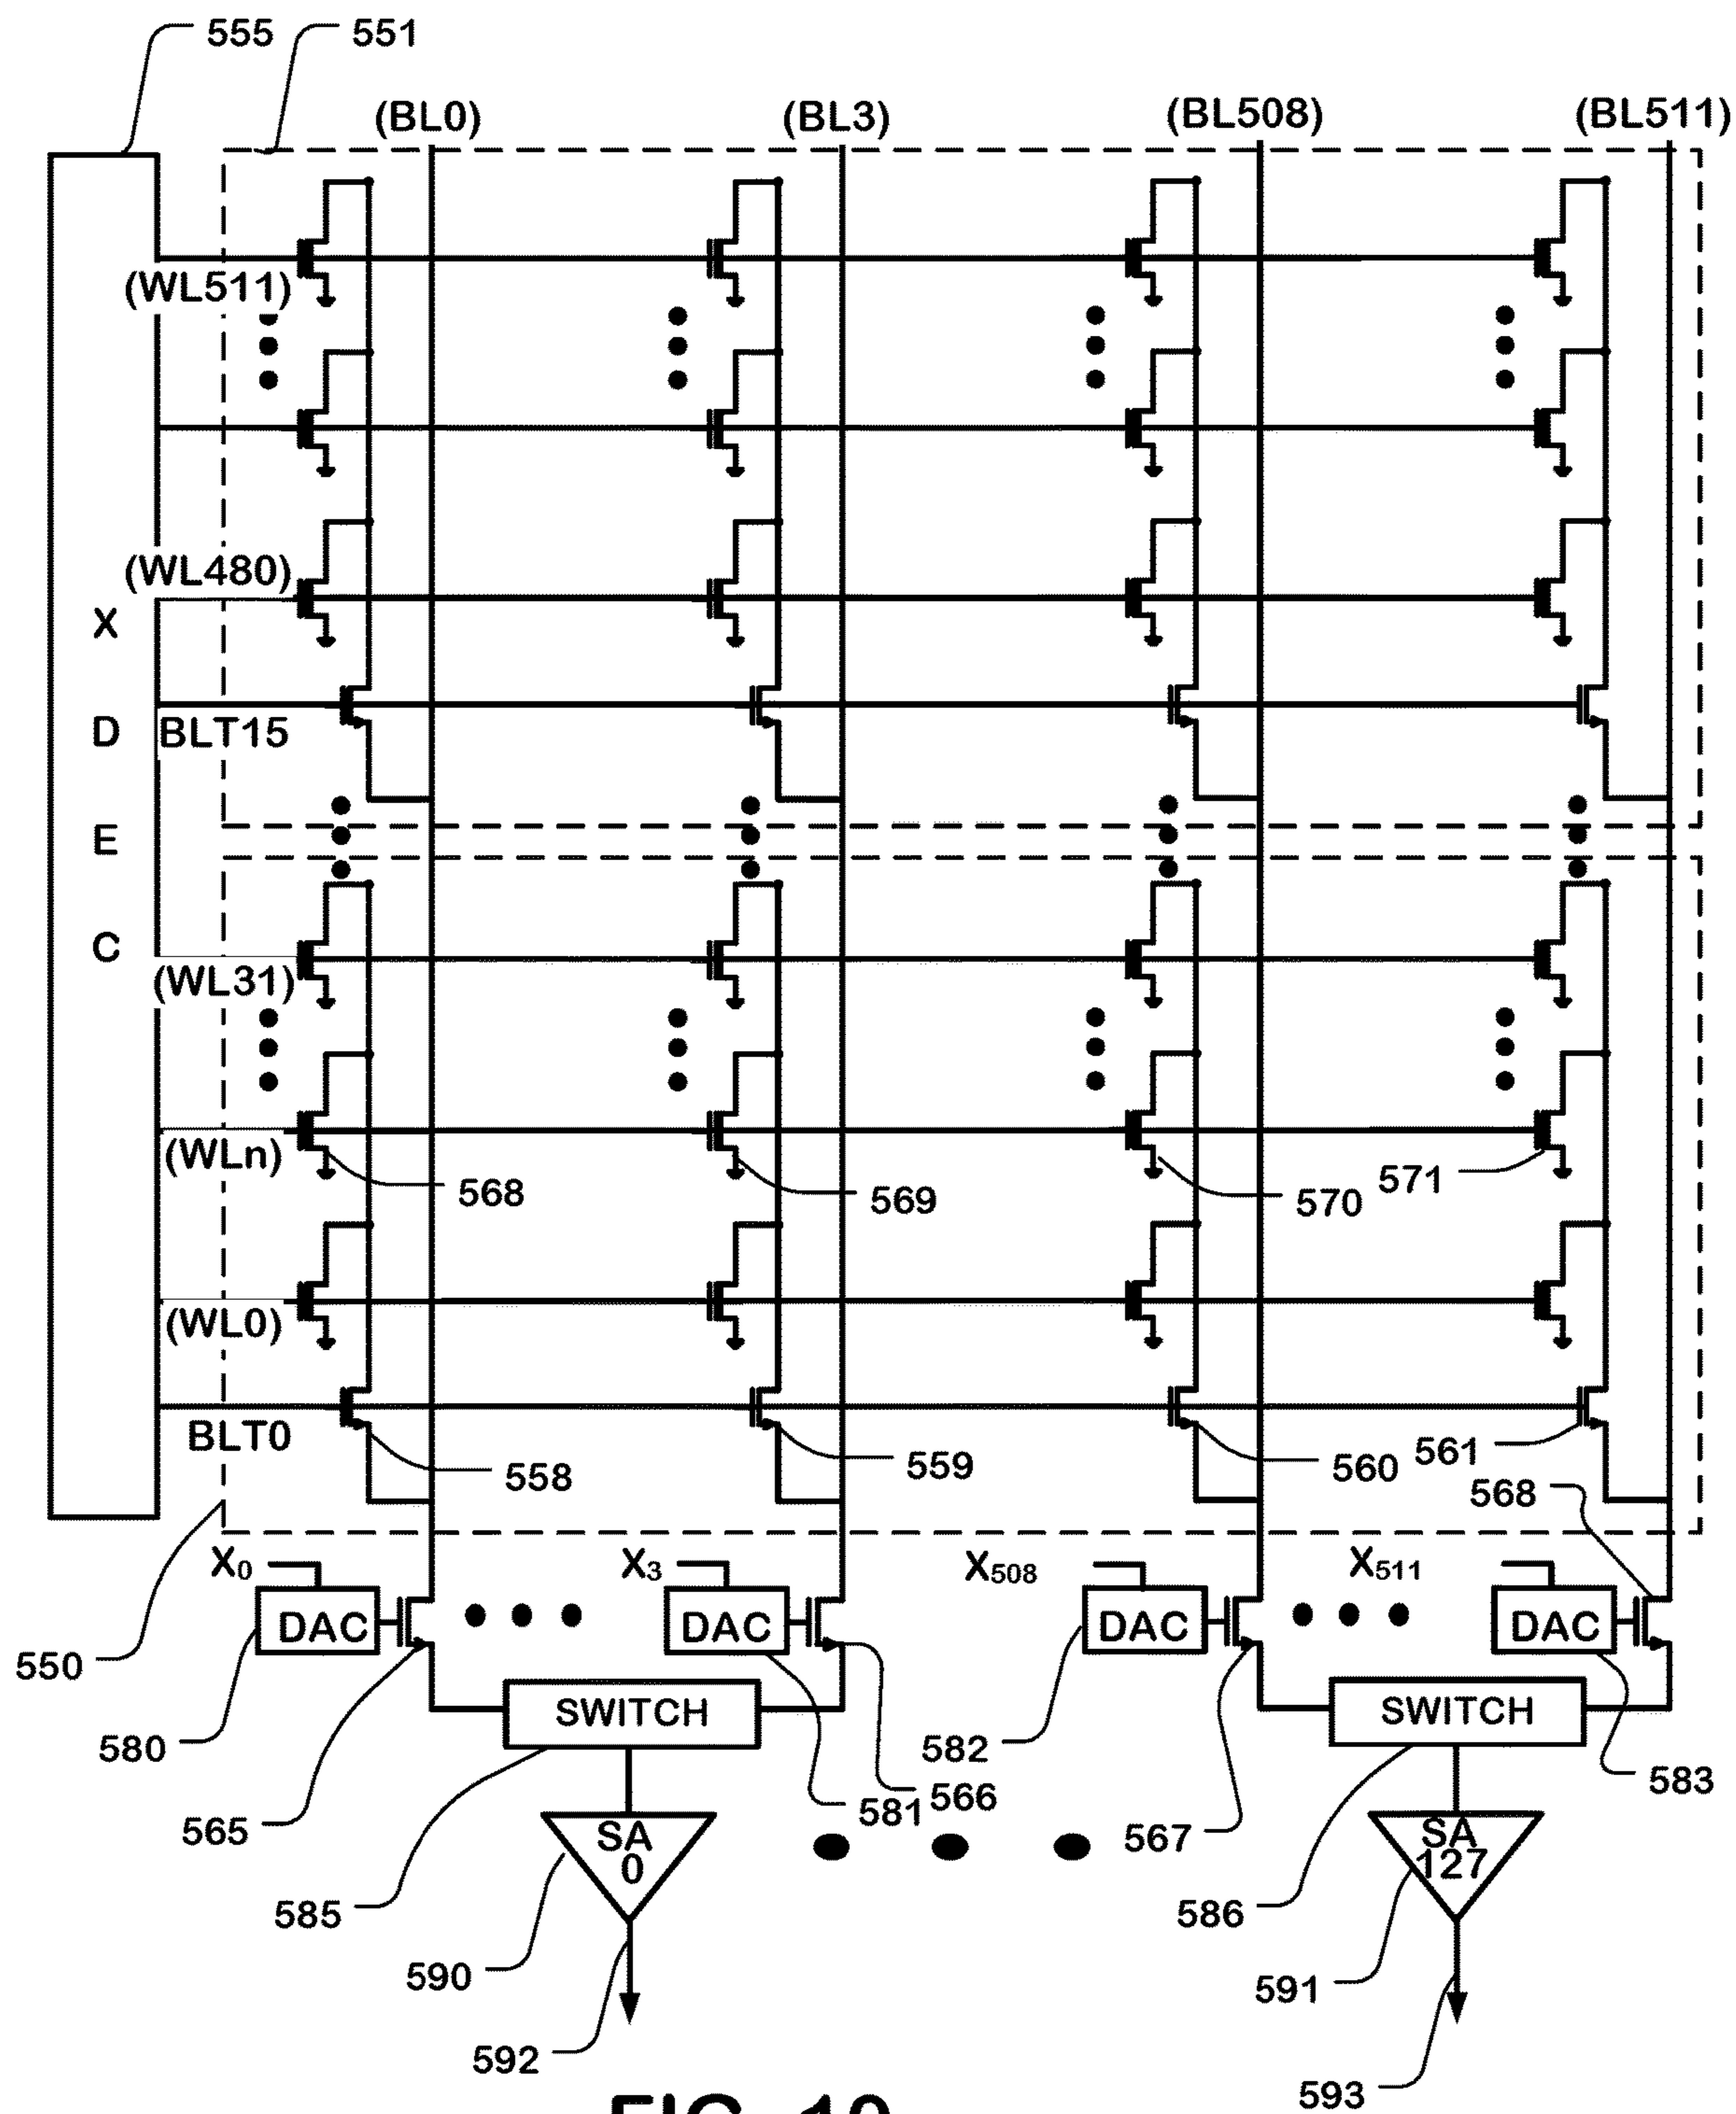 555
551
(BL0)
(BL3)
(BL508)
(BL511)
(WL511)
(WL480)
X
D
E
C
BLT15
(WL31)
(WLn)
568
569
570
571
(WL0)
BLT0
558
559
560
561
568
X0
X3
X508
X511
DAC
DAC
DAC
DAC
550
SWITCH
SWITCH
580
582
583
581
566
565
567
SA
0
SA
127
585
586
590
591
592
593